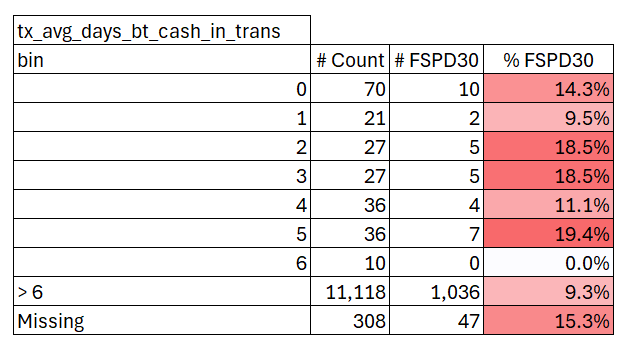 tx_avg_days_bt_cash_in_trans
bin # Count # FSPD30 % FSPD30
0 70 10 14.3%
1 21 2 9.5%
2 27 5 18.5%
3 27 5 18.5%
4 36 4 11.1%
5 36 7 19.4%
6 10 0 0.0%
> 6 11,118 1,036 9.3%
Missing 308 47 15.3%